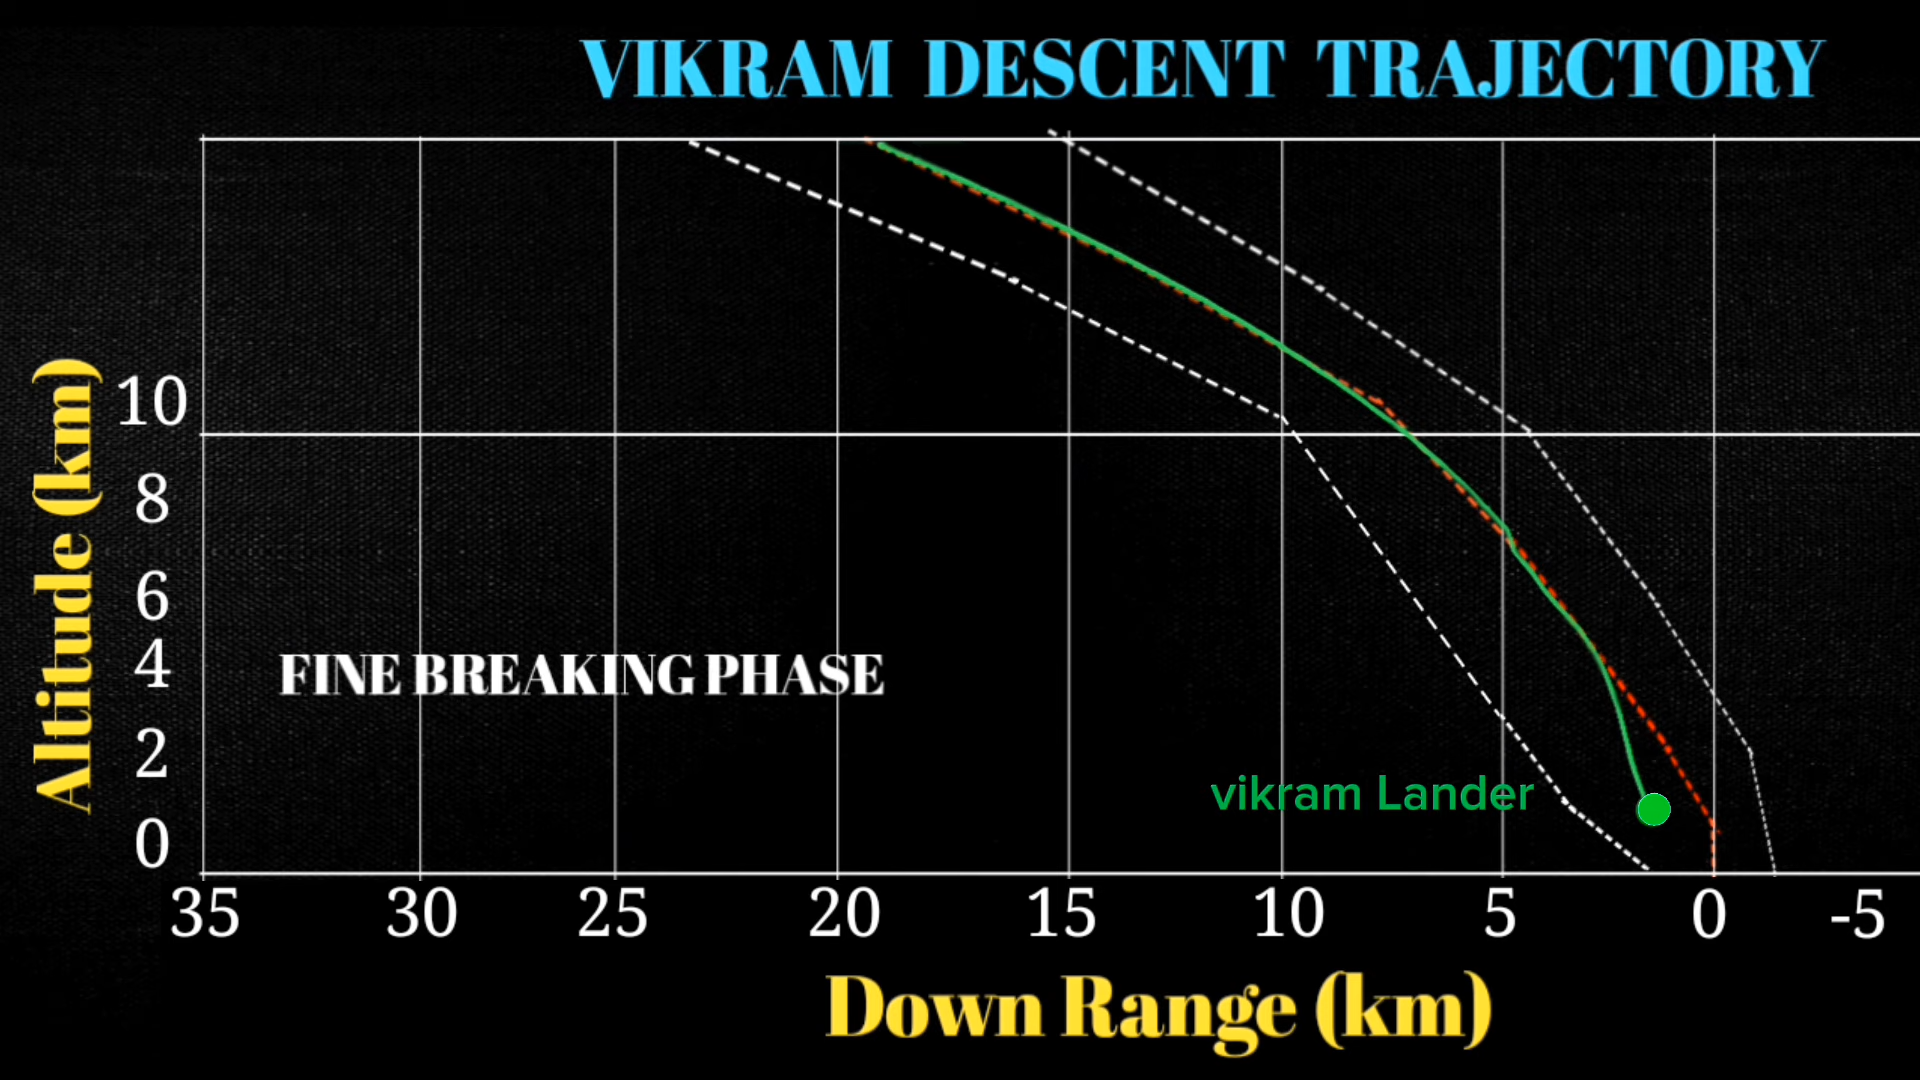 VIKRAM DESCENT TRAJECTORY
Altitude (km)
10
8
6
4
2
0
FINE BREAKING PHASE
vikram Lander
35 30 25 20 15 10 5 0 -5
Down Range (km)